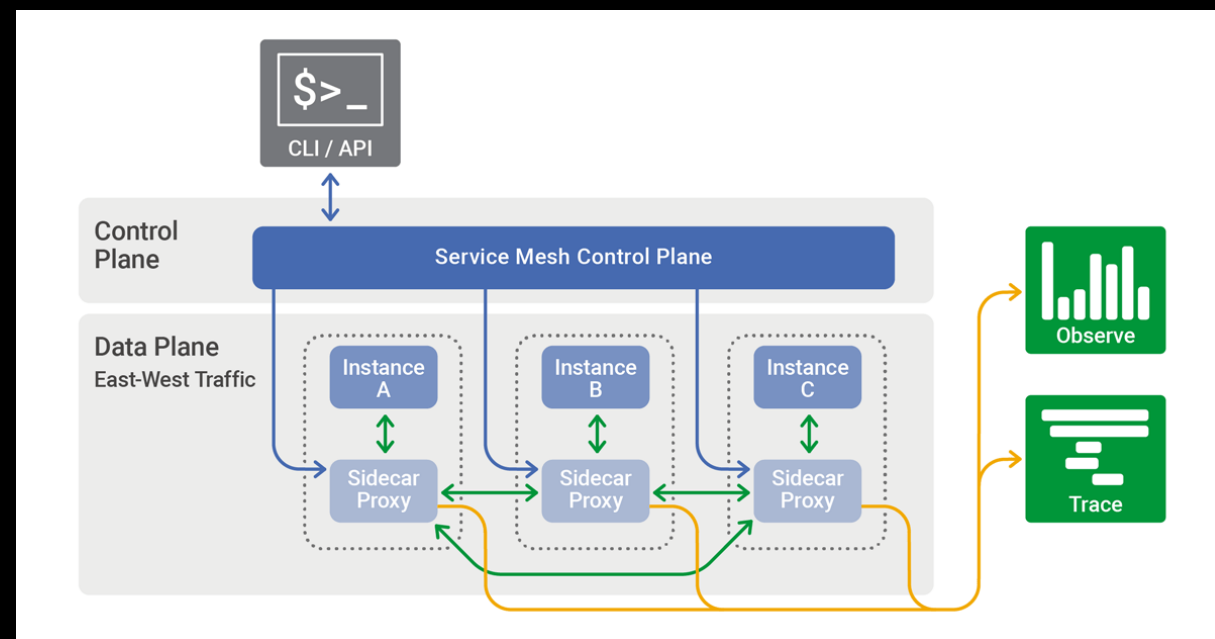 $>_
CLI / API
Control
Plane
Service Mesh Control Plane
Data Plane
East-West Traffic
Instance
A
Instance
B
Instance
C
Sidecar
Proxy
Sidecar
Proxy
Sidecar
Proxy
Observe
Trace